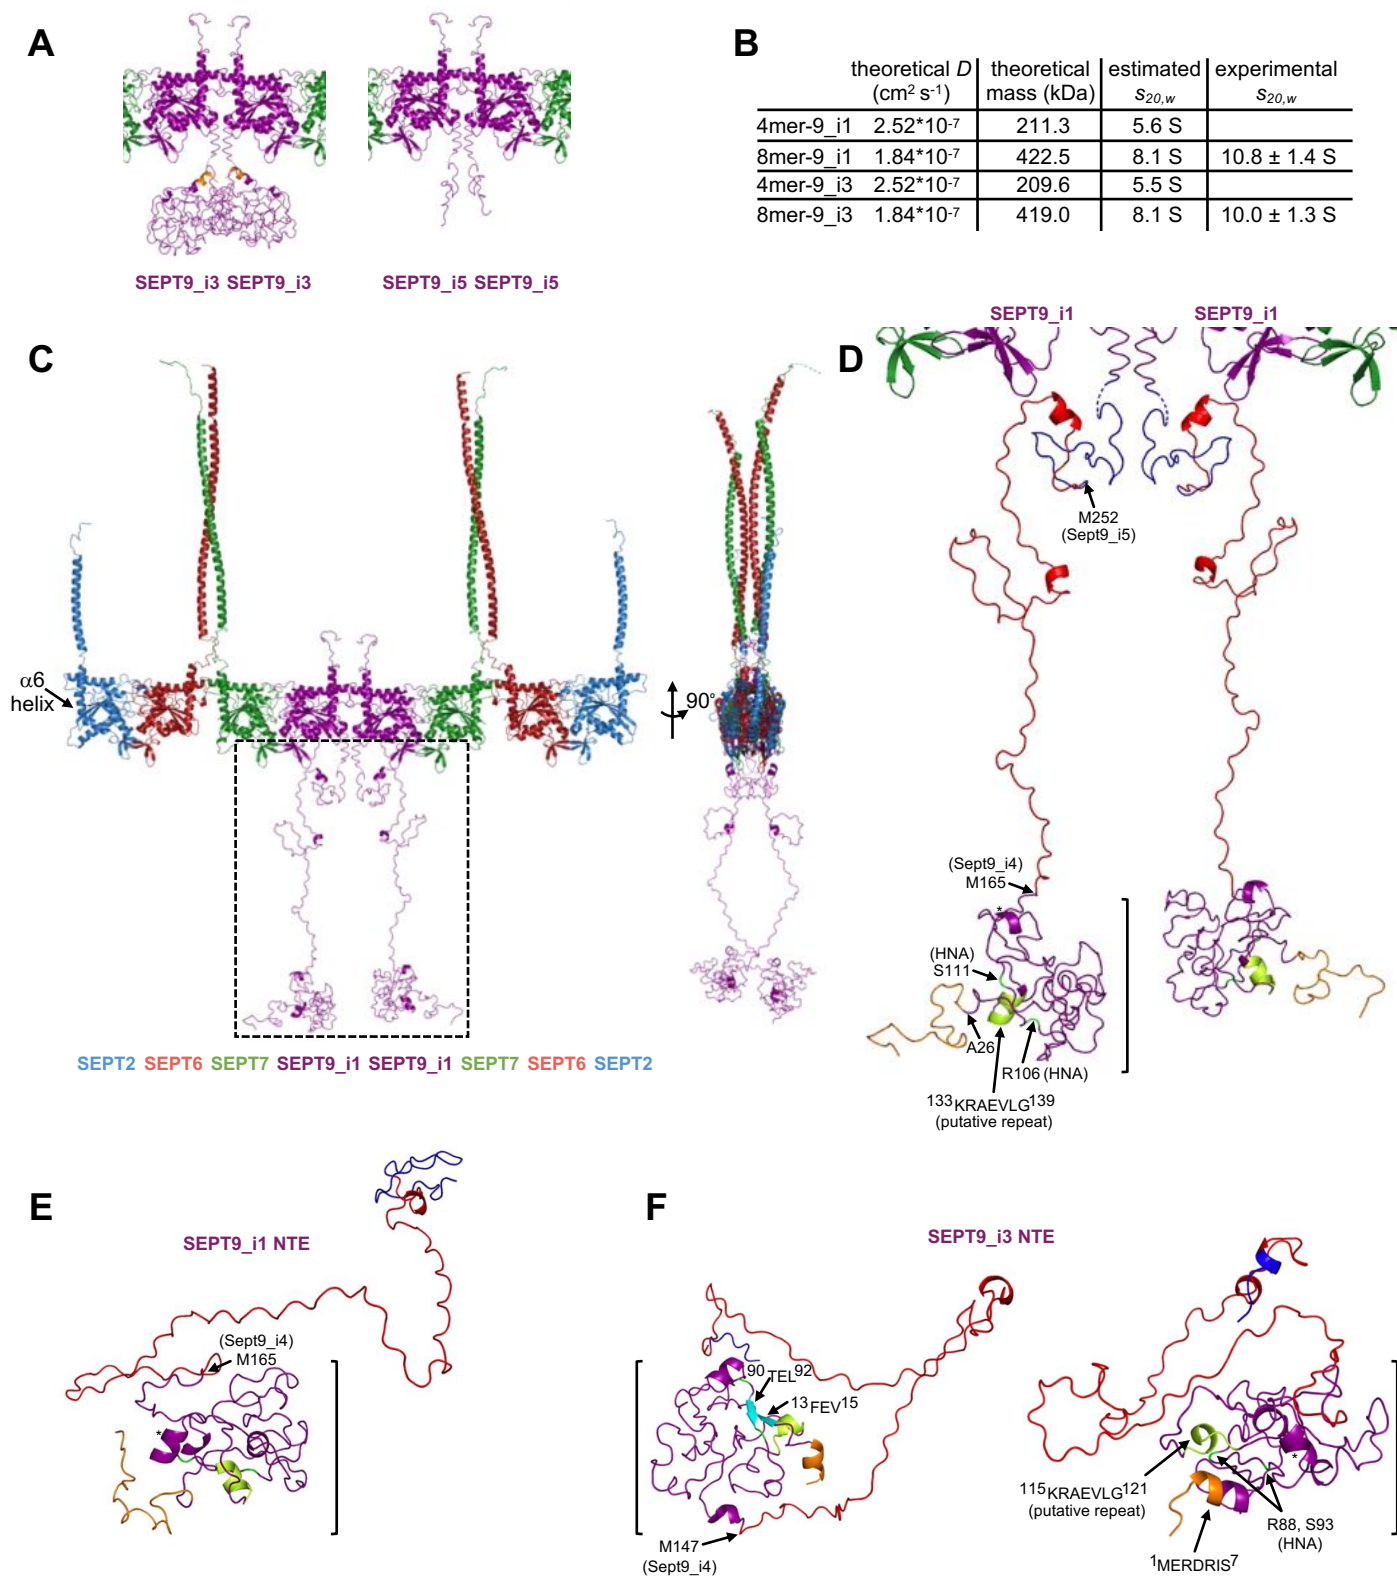 A
B
SEPT9_i3 SEPT9_i3
SEPT9_i5 SEPT9_i5
theoretical D (cm² s⁻¹) | theoretical mass (kDa) | estimated s20,w | experimental s20,w
4mer-9_i1 2.52*10⁻⁷ 211.3 5.6 S
8mer-9_i1 1.84*10⁻⁷ 422.5 8.1 S 10.8 ± 1.4 S
4mer-9_i3 2.52*10⁻⁷ 209.6 5.5 S
8mer-9_i3 1.84*10⁻⁷ 419.0 8.1 S 10.0 ± 1.3 S
C
α6
helix
90°
SEPT2 SEPT6 SEPT7 SEPT9_i1 SEPT9_i1 SEPT7 SEPT6 SEPT2
D
SEPT9_i1 SEPT9_i1
M252
(Sept9_i5)
(Sept9_i4)
M165
*
(HNA)
S111
A26
R106 (HNA)
¹³³KRAEVLG¹³⁹
(putative repeat)
E
SEPT9_i1 NTE
(Sept9_i4)
M165
*
F
SEPT9_i3 NTE
⁹⁰TEL⁹²
¹³FEV¹⁵
M147
(Sept9_i4)
*
¹¹⁵KRAEVLG¹²¹
(putative repeat)
R88, S93
(HNA)
¹MERDRIS⁷